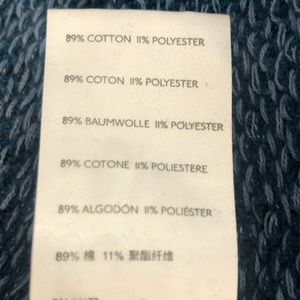 89% COTTON 11% POLYESTER
89% COTON 11% POLYESTER
89% BAUMWOLLE 11% POLYESTER
89% COTONE 11% POLIESTERE
89% ALGODÓN 11% POLIÉSTER
89% 棉 11% 聚酯纤维